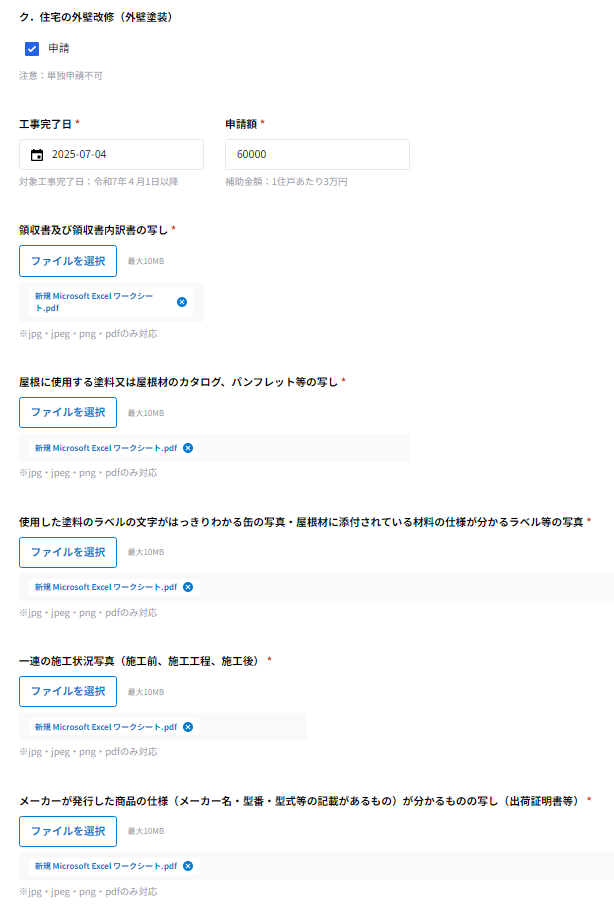 ク．住宅の外壁改修（外壁塗装）
申請
注意：単独申請不可
工事完了日 *
申請額 *
2025-07-04
60000
対象工事完了日：令和7年４月1日以降
補助金額：1住戸あたり3万円
領収書及び領収書内訳書の写し *
ファイルを選択
最大10MB
新規 Microsoft Excel ワークシー
ト.pdf
※jpg・jpeg・png・pdfのみ対応
屋根に使用する塗料又は屋根材のカタログ、パンフレット等の写し *
ファイルを選択
最大10MB
新規 Microsoft Excel ワークシート.pdf
※jpg・jpeg・png・pdfのみ対応
使用した塗料のラベルの文字がはっきりわかる缶の写真・屋根材に添付されている材料の仕様が分かるラベル等の写真 *
ファイルを選択
最大10MB
新規 Microsoft Excel ワークシート.pdf
※jpg・jpeg・png・pdfのみ対応
一連の施工状況写真（施工前、施工工程、施工後） *
ファイルを選択
最大10MB
新規 Microsoft Excel ワークシート.pdf
※jpg・jpeg・png・pdfのみ対応
メーカーが発行した商品の仕様（メーカー名・型番・型式等の記載があるもの）が分かるものの写し（出荷証明書等） *
ファイルを選択
最大10MB
新規 Microsoft Excel ワークシート.pdf
※jpg・jpeg・png・pdfのみ対応